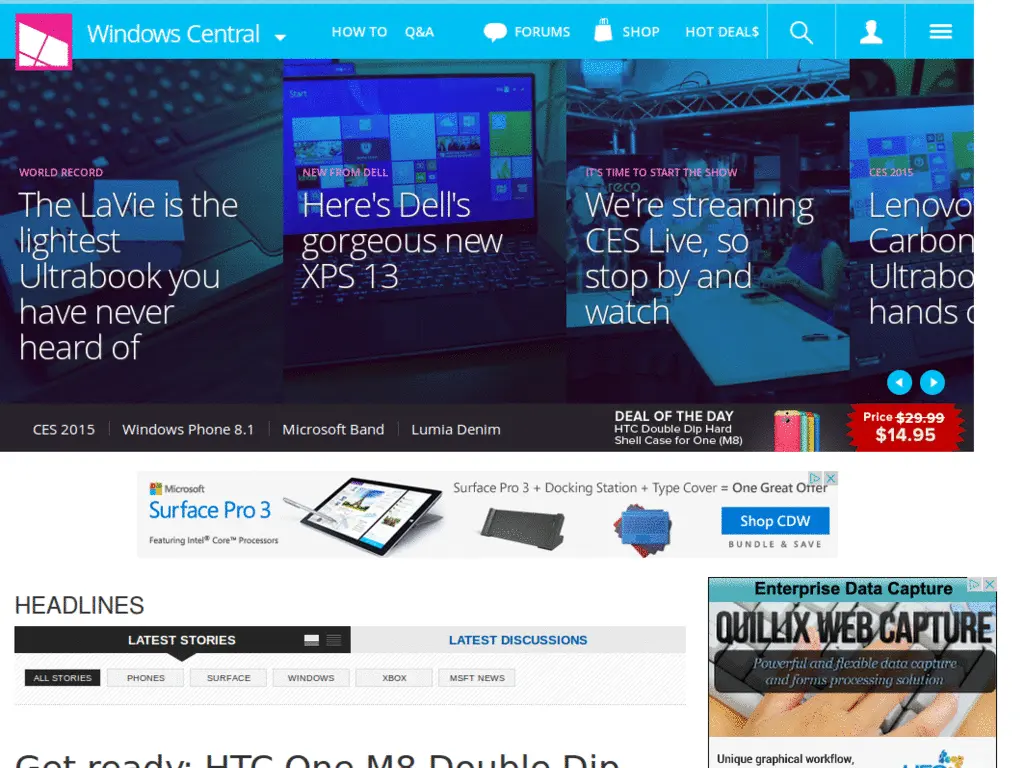 Windows Central
HOW TO
Q&A
FORUMS
SHOP
HOT DEAL$
Start
WORLD RECORD
The LaVie is the
lightest
Ultrabook you
have never
heard of
NEW FROM DELL
Here's Dell's
gorgeous new
XPS 13
IT'S TIME TO START THE SHOW
We're streaming
CES Live, so
stop by and
watch
CES 2015
Lenovo
Carbon
Ultrabo
hands
CES 2015
Windows Phone 8.1
Microsoft Band
Lumia Denim
DEAL OF THE DAY
HTC Double Dip Hard
Shell Case for One (M8)
Price $29.99
$14.95
Microsoft
Surface Pro 3
Featuring Intel® Core™ Processors
Surface Pro 3 + Docking Station + Type Cover = One Great Offer
Shop CDW
BUNDLE & SAVE
HEADLINES
LATEST STORIES
LATEST DISCUSSIONS
ALL STORIES
PHONES
SURFACE
WINDOWS
XBOX
MSFT NEWS
Get ready: HTC One M8 Double Dip
Enterprise Data Capture
QUILLIX WEB CAPTURE
Powerful and flexible data capture
and forms processing solution
Unique graphical workflow,